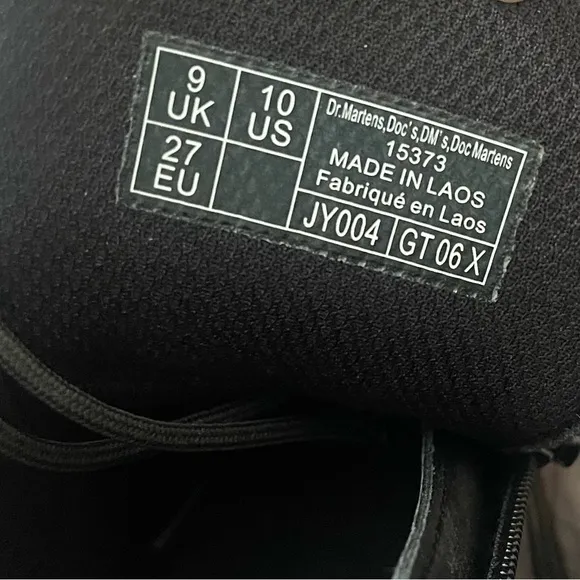 9
UK
10
US
27
EU
Dr.Martens,Doc's,DM's,Doc Martens
15373
MADE IN LAOS
Fabriqué en Laos
JY004
GT 06 X